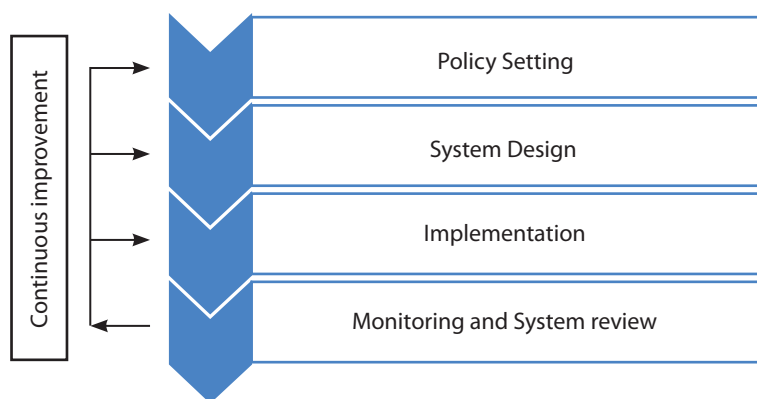 Continuous improvement
Policy Setting
System Design
Implementation
Monitoring and System review